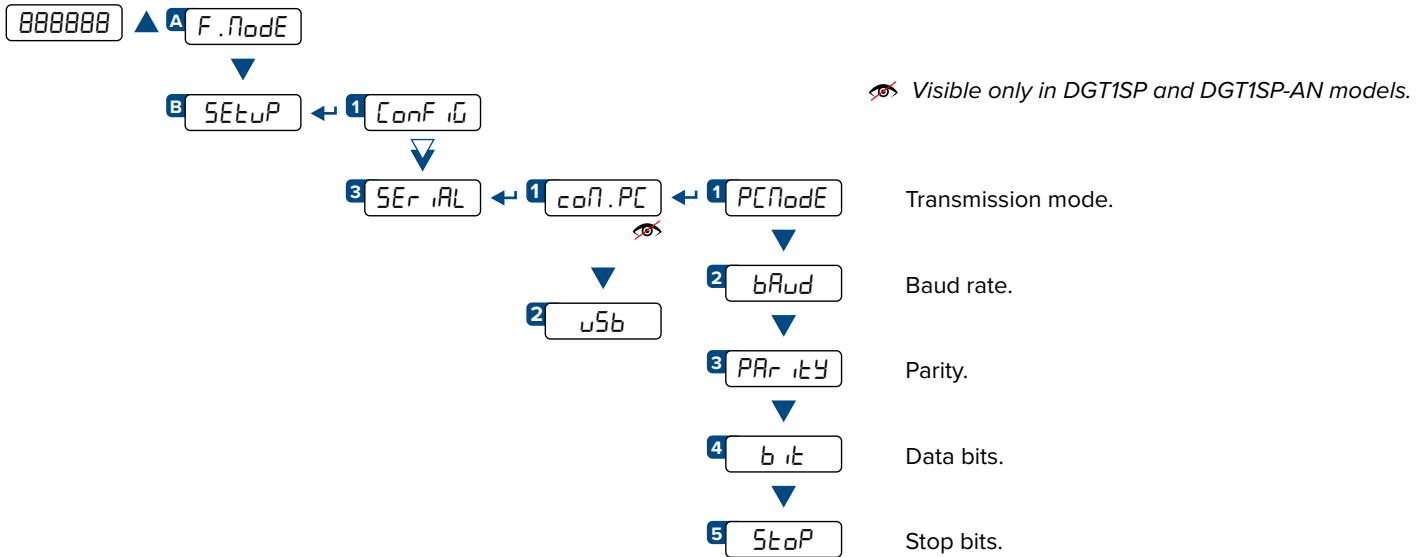 888888 A F.ModE
B SEtuP 1 ConFiG
Visible only in DGT1SP and DGT1SP-AN models.
3 SEriAL 1 coM.PC 1 PCModE Transmission mode.
2 bAud Baud rate.
2 uSb
3 PAritY Parity.
4 bit Data bits.
5 StoP Stop bits.